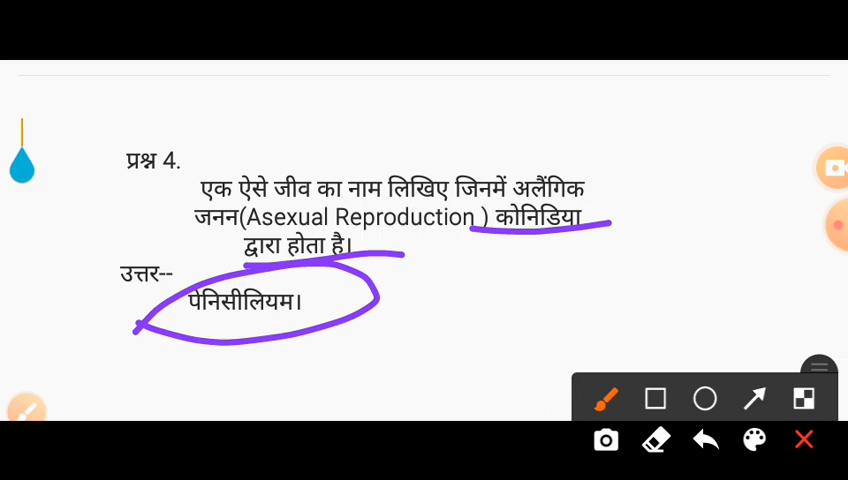 प्रश्न 4.
एक ऐसे जीव का नाम लिखिए जिनमें अलैंगिक
जनन(Asexual Reproduction ) कोनिडिया
द्वारा होता है।
उत्तर--
पेनिसीलियम।